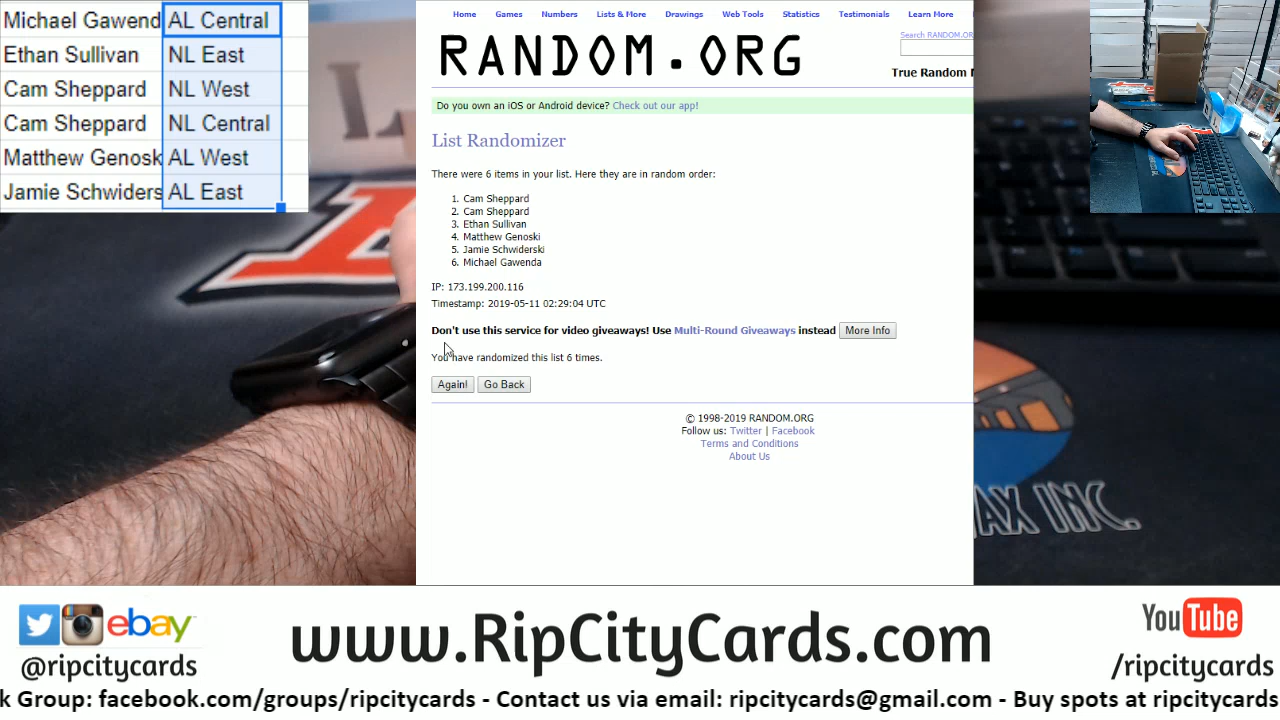 Michael Gawend AL Central
Ethan Sullivan NL East
Cam Sheppard NL West
Cam Sheppard NL Central
Matthew Genosk AL West
Jamie Schwiders AL East
Home Games Numbers Lists & More Drawings Web Tools Statistics Testimonials Learn More
RANDOM.ORG
Search RANDOM.OR
True Random
Do you own an iOS or Android device? Check out our app!
List Randomizer
There were 6 items in your list. Here they are in random order:
1. Cam Sheppard
2. Cam Sheppard
3. Ethan Sullivan
4. Matthew Genoski
5. Jamie Schwiderski
6. Michael Gawenda
IP: 173.199.200.116
Timestamp: 2019-05-11 02:29:04 UTC
Don't use this service for video giveaways! Use Multi-Round Giveaways instead More Info
You have randomized this list 6 times.
Again! Go Back
© 1998-2019 RANDOM.ORG
Follow us: Twitter | Facebook
Terms and Conditions
About Us
AX INC.
ebay
@ripcitycards
www.RipCityCards.com
YouTube
/ripcitycards
k Group: facebook.com/groups/ripcitycards - Contact us via email: ripcitycards@gmail.com - Buy spots at ripcitycards